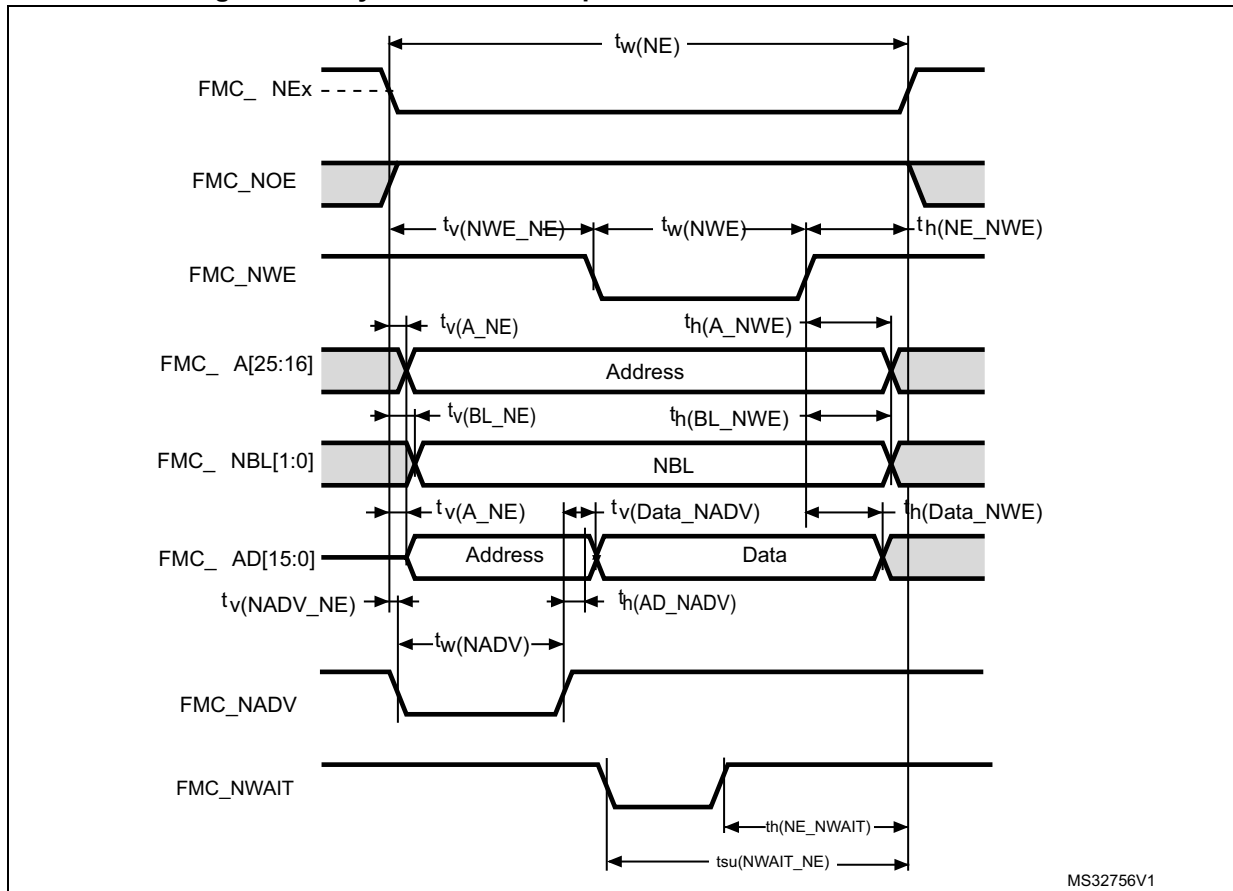 tw(NE)
FMC_ NEx
FMC_NOE
tv(NWE_NE)
tw(NWE)
th(NE_NWE)
FMC_NWE
tv(A_NE)
th(A_NWE)
FMC_ A[25:16]
Address
tv(BL_NE)
th(BL_NWE)
FMC_ NBL[1:0]
NBL
tv(A_NE)
tv(Data_NADV)
th(Data_NWE)
FMC_ AD[15:0]
Address
Data
tv(NADV_NE)
th(AD_NADV)
tw(NADV)
FMC_NADV
FMC_NWAIT
th(NE_NWAIT)
tsu(NWAIT_NE)
MS32756V1